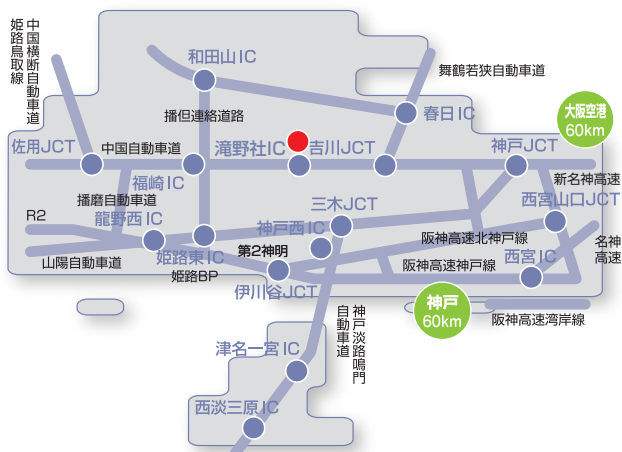 中国横断自動車道
姫路鳥取線
和田山IC
舞鶴若狭自動車道
大阪空港
60km
播但連絡道路
春日IC
佐用JCT
中国自動車道
滝野社IC
吉川JCT
神戸JCT
福崎IC
新名神高速
播磨自動車道
西宮山口JCT
三木JCT
R2
龍野西IC
神戸西IC
阪神高速北神戸線
名神
高速
山陽自動車道
姫路東IC
第2神明
西宮IC
姫路BP
阪神高速神戸線
伊川谷JCT
神戸
60km
神戸淡路鳴門
自動車道
阪神高速湾岸線
津名一宮IC
西淡三原IC